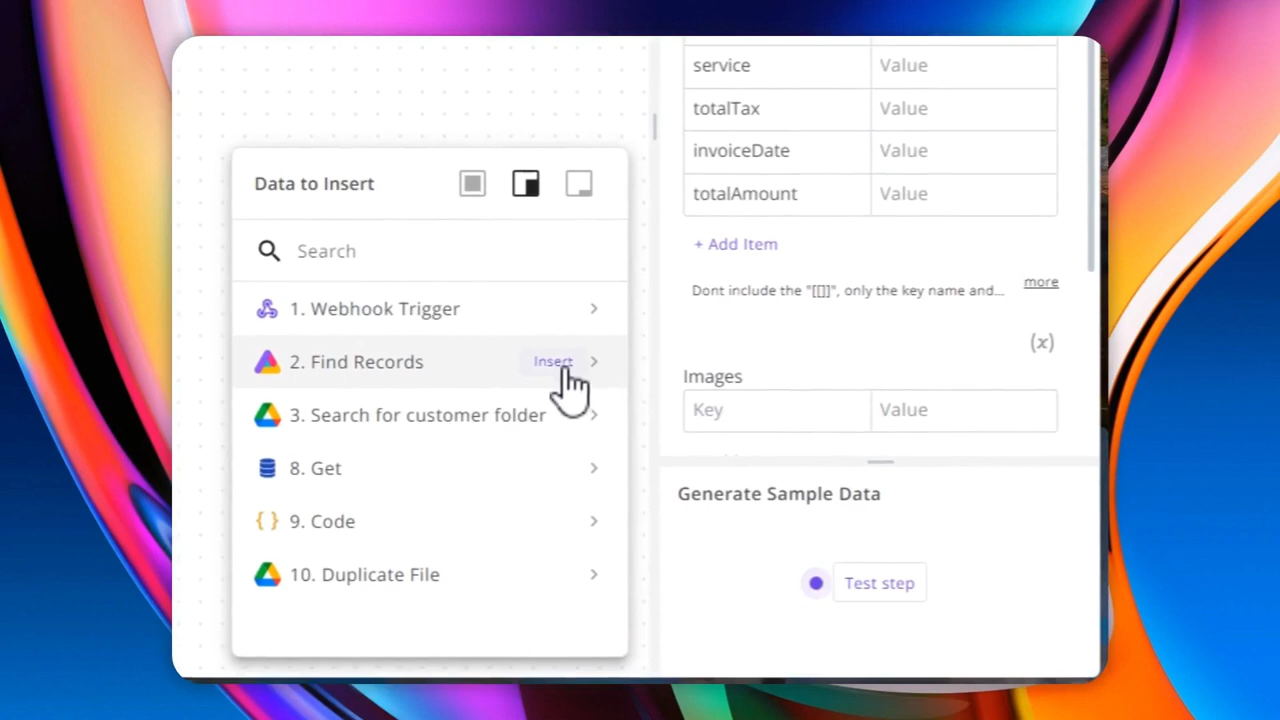 Data to Insert
Search
1. Webhook Trigger
2. Find Records
Insert
3. Search for customer folder
8. Get
9. Code
10. Duplicate File
service Value
totalTax Value
invoiceDate Value
totalAmount Value
+ Add Item
Dont include the "[[]]", only the key name and...
more
(x)
Images
Key Value
Generate Sample Data
Test step